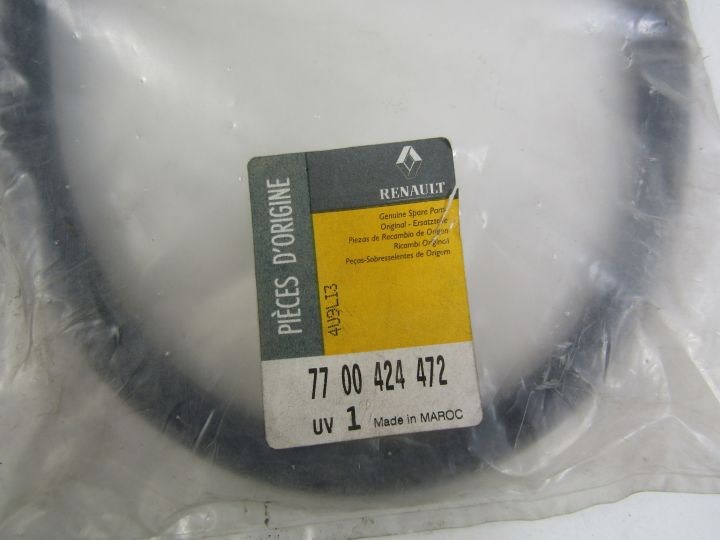 PIÈCES D'ORIGINE
RENAULT
Genuine Spare Parts
Original - Ersatzteile
Piezas de Recambio de Origen
Ricambi Originali
Peças-Sobresselentes de Origem
4U9LI3
77 00 424 472
UV 1 Made in MAROC